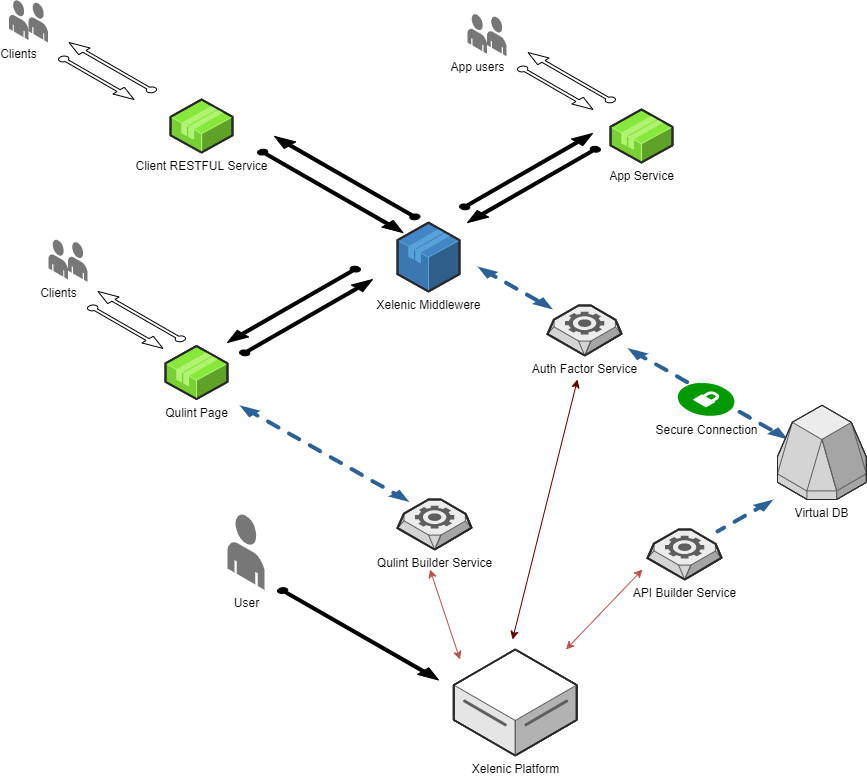 Clients
App users
Client RESTFUL Service
App Service
Clients
Xelenic Middlewere
Auth Factor Service
Qulint Page
Secure Connection
Virtual DB
Qulint Builder Service
API Builder Service
User
Xelenic Platform